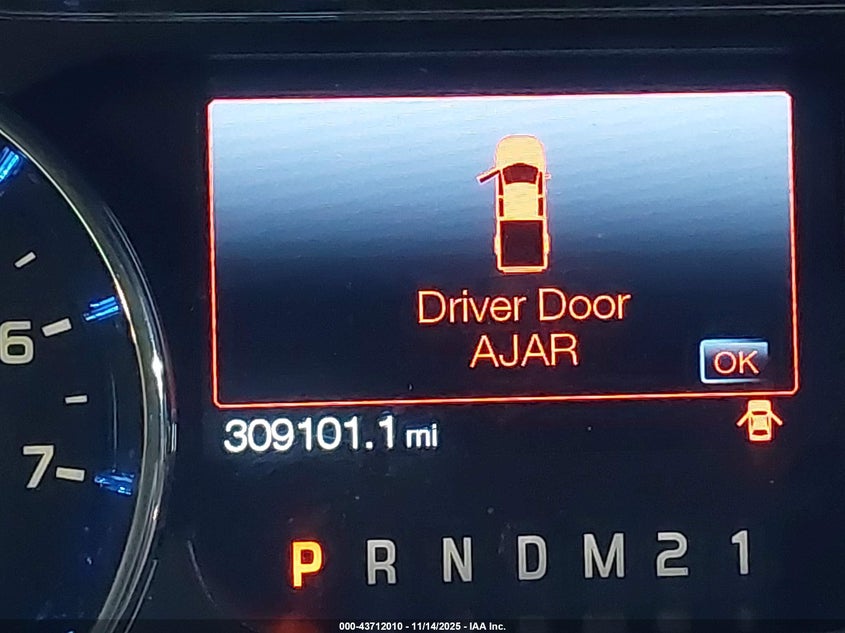 Driver Door
AJAR
OK
309101.1 mi
6
7
P R N D M 2 1
000-43712010 - 11/14/2025 - IAA Inc.